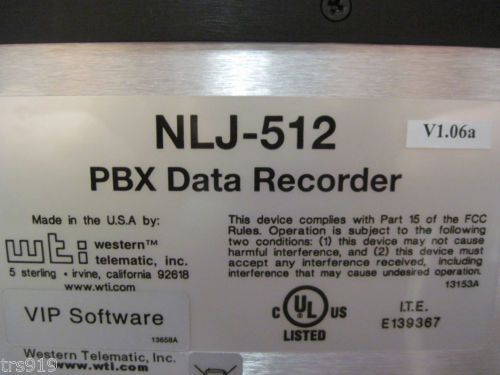 NLJ-512
V1.06a
PBX Data Recorder
Made in the U.S.A by:
wti western™
telematic, inc.
5 sterling • irvine, california 92618
www.wti.com
This device complies with Part 15 of the FCC
Rules. Operation is subject to the following
two conditions: (1) this device may not cause
harmful interference, and (2) this device must
accept any interference received, including
interference that may cause undesired operation.
13153A
VIP Software
13658A
C UL US
LISTED
I.T.E.
E139367
Western Telematic, Inc.
www.wti.com
trs919